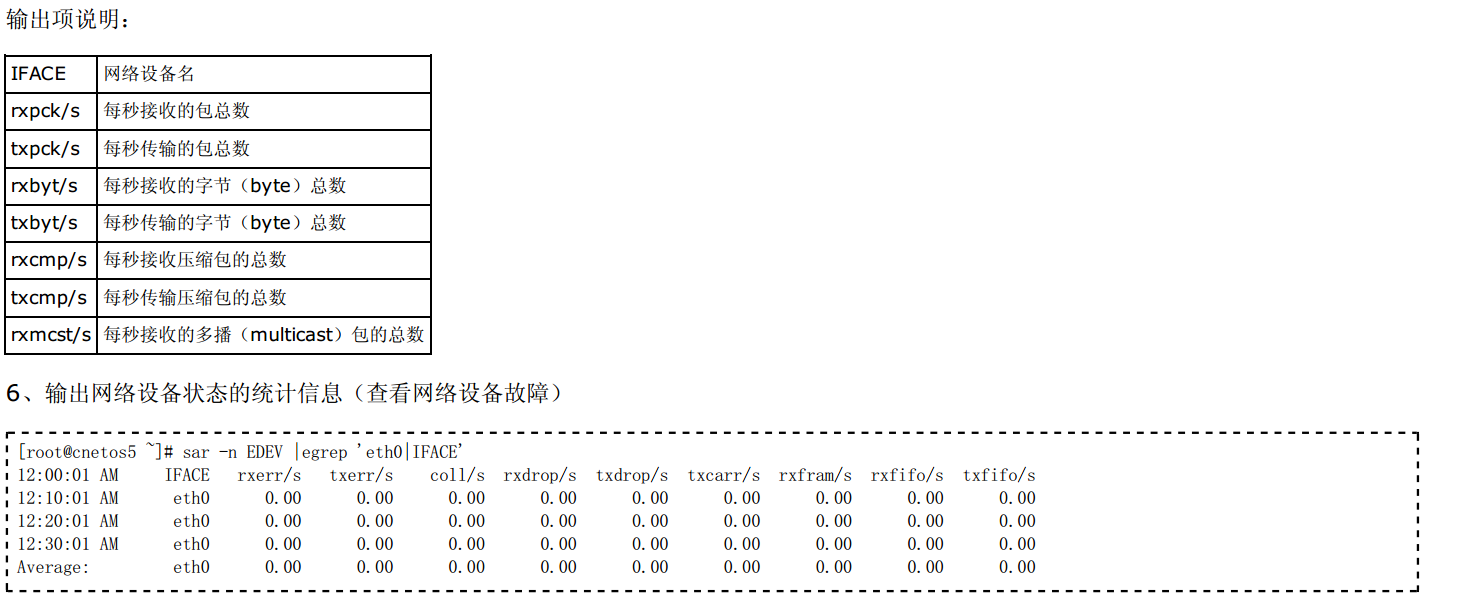 输出项说明：
IFACE 网络设备名
rxpck/s 每秒接收的包总数
txpck/s 每秒传输的包总数
rxbyt/s 每秒接收的字节（byte）总数
txbyt/s 每秒传输的字节（byte）总数
rxcmp/s 每秒接收压缩包的总数
txcmp/s 每秒传输压缩包的总数
rxmcst/s 每秒接收的多播（multicast）包的总数
6、输出网络设备状态的统计信息（查看网络设备故障）
[root@cnetos5 ~]# sar -n EDEV |egrep 'eth0|IFACE'
12:00:01 AM IFACE rxerr/s txerr/s coll/s rxdrop/s txdrop/s txcarr/s rxfram/s rxfifo/s txfifo/s
12:10:01 AM eth0 0.00 0.00 0.00 0.00 0.00 0.00 0.00 0.00 0.00
12:20:01 AM eth0 0.00 0.00 0.00 0.00 0.00 0.00 0.00 0.00 0.00
12:30:01 AM eth0 0.00 0.00 0.00 0.00 0.00 0.00 0.00 0.00 0.00
Average: eth0 0.00 0.00 0.00 0.00 0.00 0.00 0.00 0.00 0.00